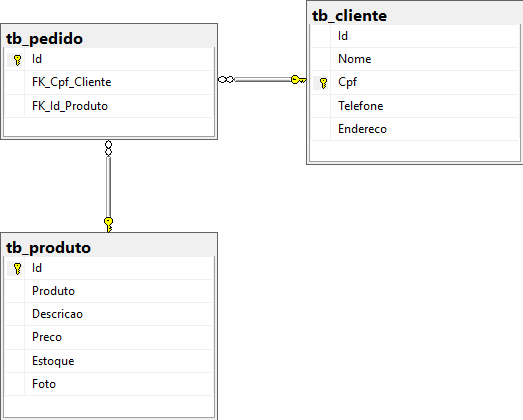 tb_pedido
Id
FK_Cpf_Cliente
FK_Id_Produto
tb_cliente
Id
Nome
Cpf
Telefone
Endereco
tb_produto
Id
Produto
Descricao
Preco
Estoque
Foto